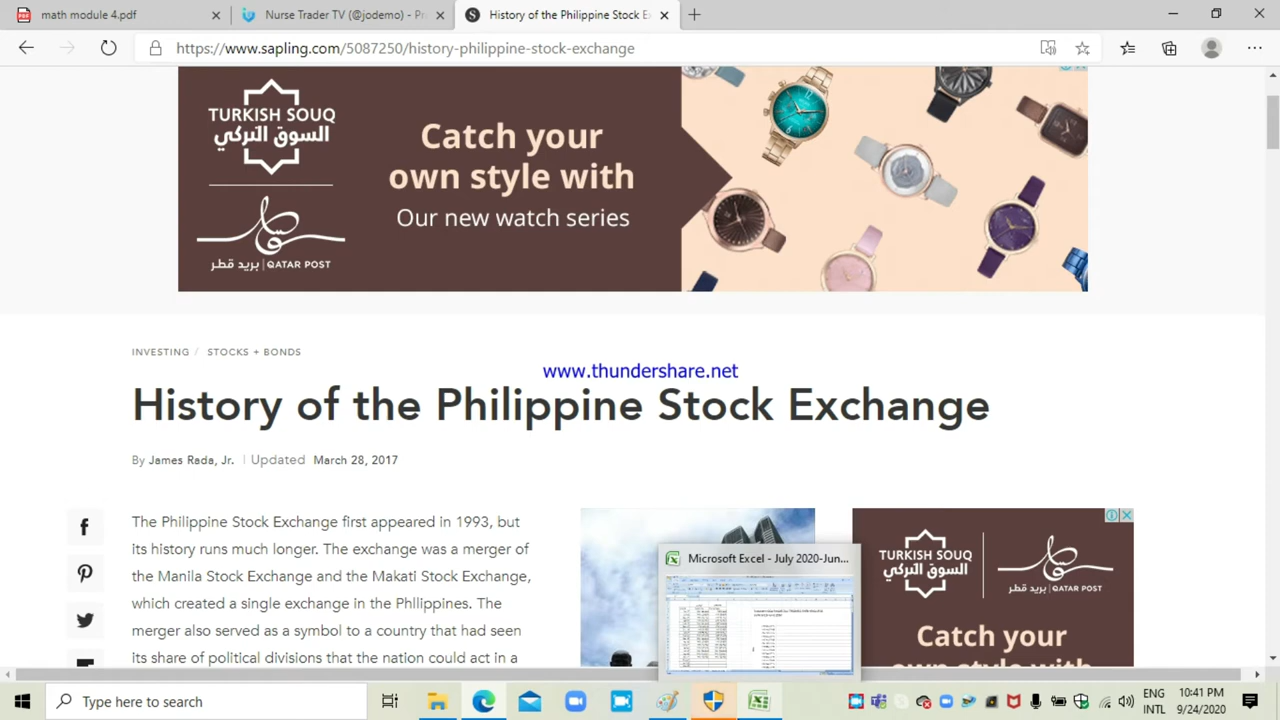 math module 4.pdf
Nurse Trader TV (@jodemo) - Pr
History of the Philippine Stock E
https://www.sapling.com/5087250/history-philippine-stock-exchange
TURKISH SOUQ
السوق التركي
بريد قطر | QATAR POST
Catch your
own style with
Our new watch series
INVESTING / STOCKS + BONDS
www.thundershare.net
History of the Philippine Stock Exchange
By James Rada, Jr. | Updated March 28, 2017
The Philippine Stock Exchange first appeared in 1993, but
its history runs much longer. The exchange was a merger of
the Manila Stock Exchange and the Makati Stock Exchange,
which created a single exchange in the Philippines. The
merger also served as a symbol to a country that had seen
its share of political divisions for the nation and act in a
Microsoft Excel - July 2020-Jun...
TURKISH SOUQ
السوق التركي
بريد قطر | QATAR POST
Catch your
own style with
Type here to search
ENG
INTL
10:41 PM
9/24/2020